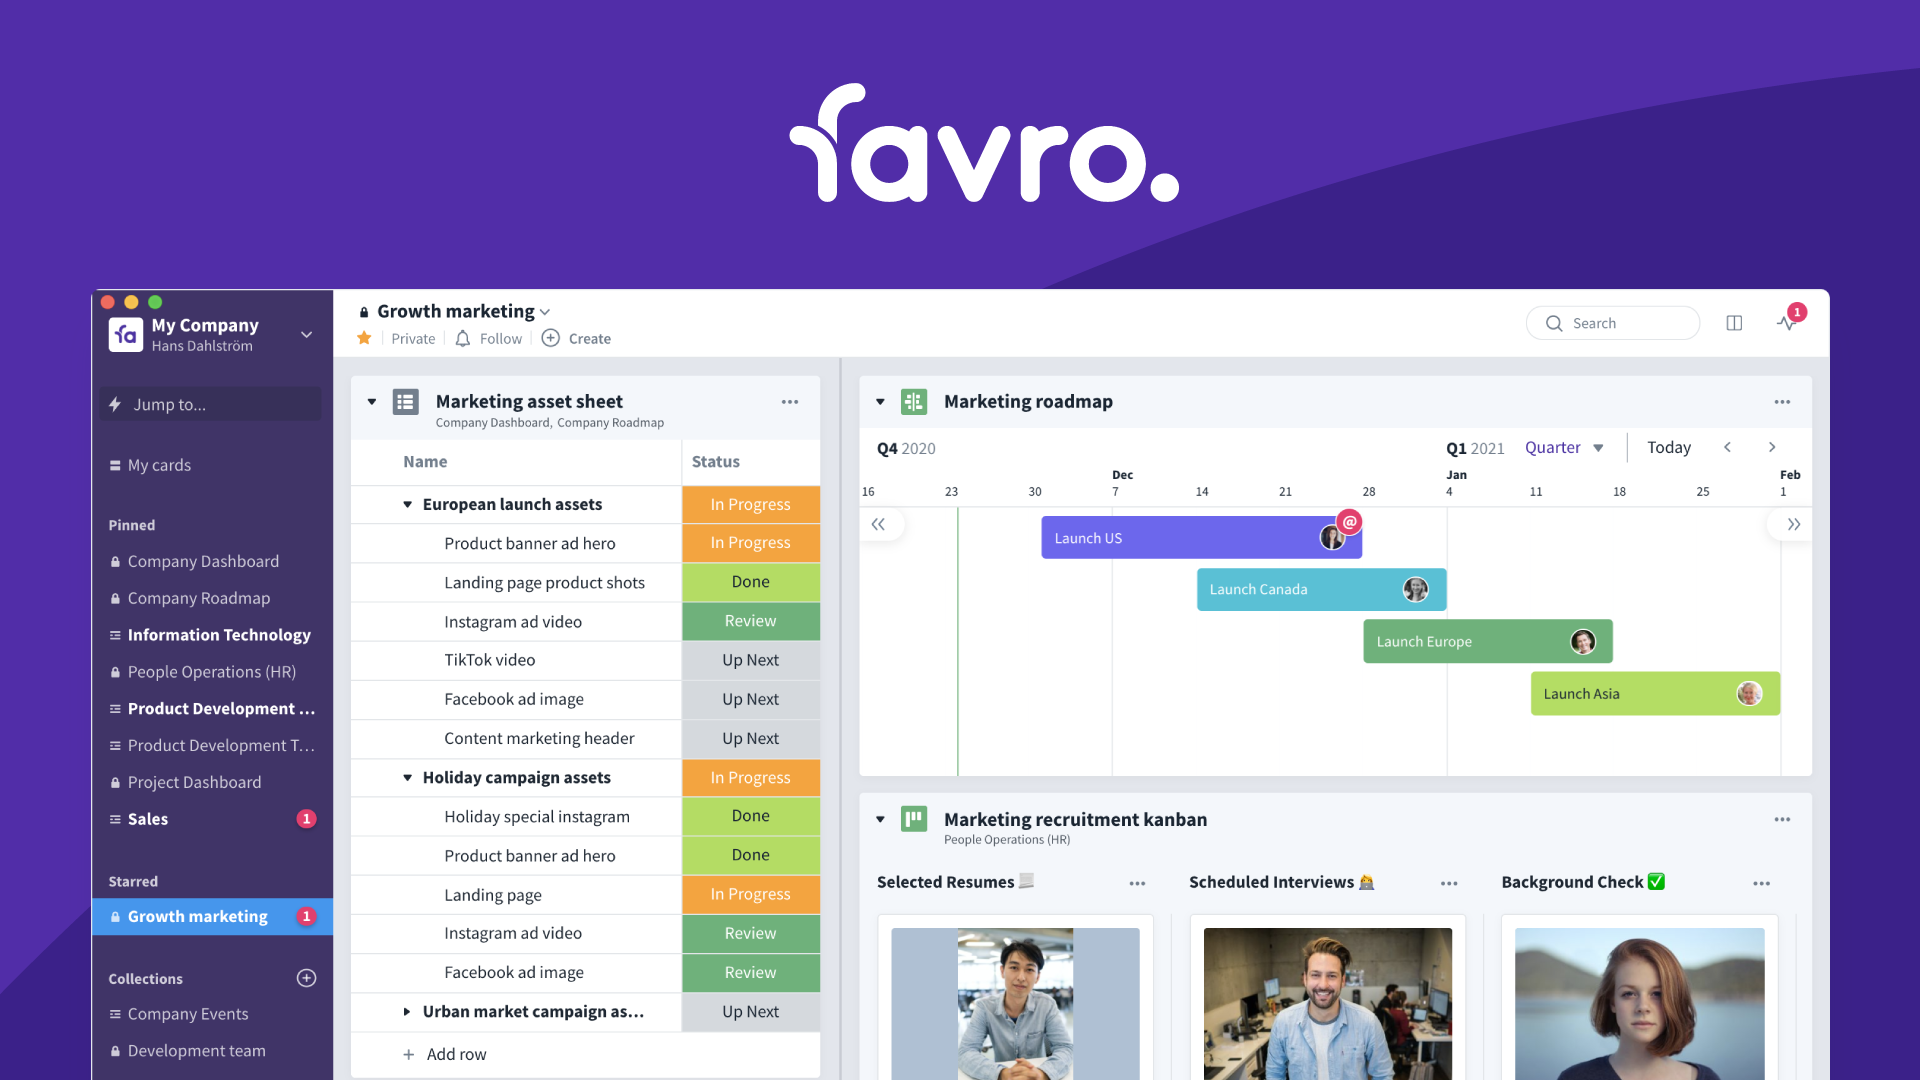 favro.
My Company
Hans Dahlström
Jump to...
My cards
Pinned
Company Dashboard
Company Roadmap
Information Technology
People Operations (HR)
Product Development ...
Product Development T...
Project Dashboard
Sales 1
Starred
Growth marketing 1
Collections
Company Events
Development team
Growth marketing
Private Follow Create
Search
1
Marketing asset sheet
Company Dashboard, Company Roadmap
Name Status
European launch assets In Progress
Product banner ad hero In Progress
Landing page product shots Done
Instagram ad video Review
TikTok video Up Next
Facebook ad image Up Next
Content marketing header Up Next
Holiday campaign assets In Progress
Holiday special instagram Done
Product banner ad hero Done
Landing page In Progress
Instagram ad video Review
Facebook ad image Review
Urban market campaign as... Up Next
+ Add row
Marketing roadmap
Q4 2020 Q1 2021 Quarter Today
Dec Jan Feb
16 23 30 7 14 21 28 4 11 18 25 1
Launch US @
Launch Canada
Launch Europe
Launch Asia
Marketing recruitment kanban
People Operations (HR)
Selected Resumes Scheduled Interviews Background Check